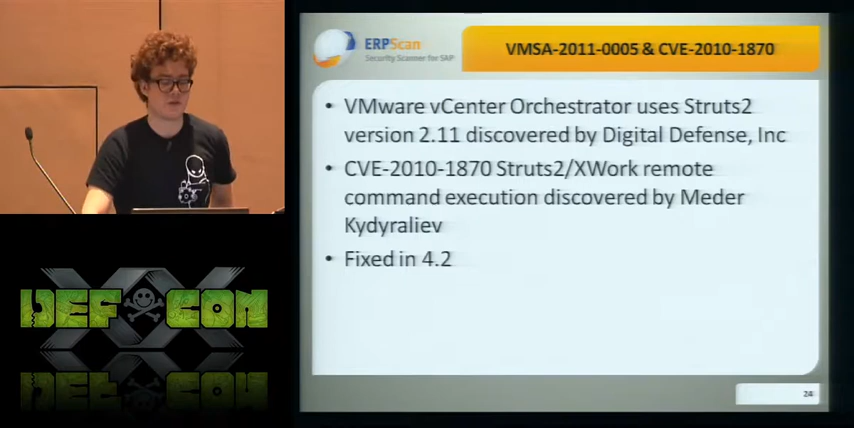 ERPScan
Security Scanner for SAP
VMSA-2011-0005 & CVE-2010-1870
• VMware vCenter Orchestrator uses Struts2
version 2.11 discovered by Digital Defense, Inc
• CVE-2010-1870 Struts2/XWork remote
command execution discovered by Meder
Kydyraliev
• Fixed in 4.2
24
DEFCON
XX